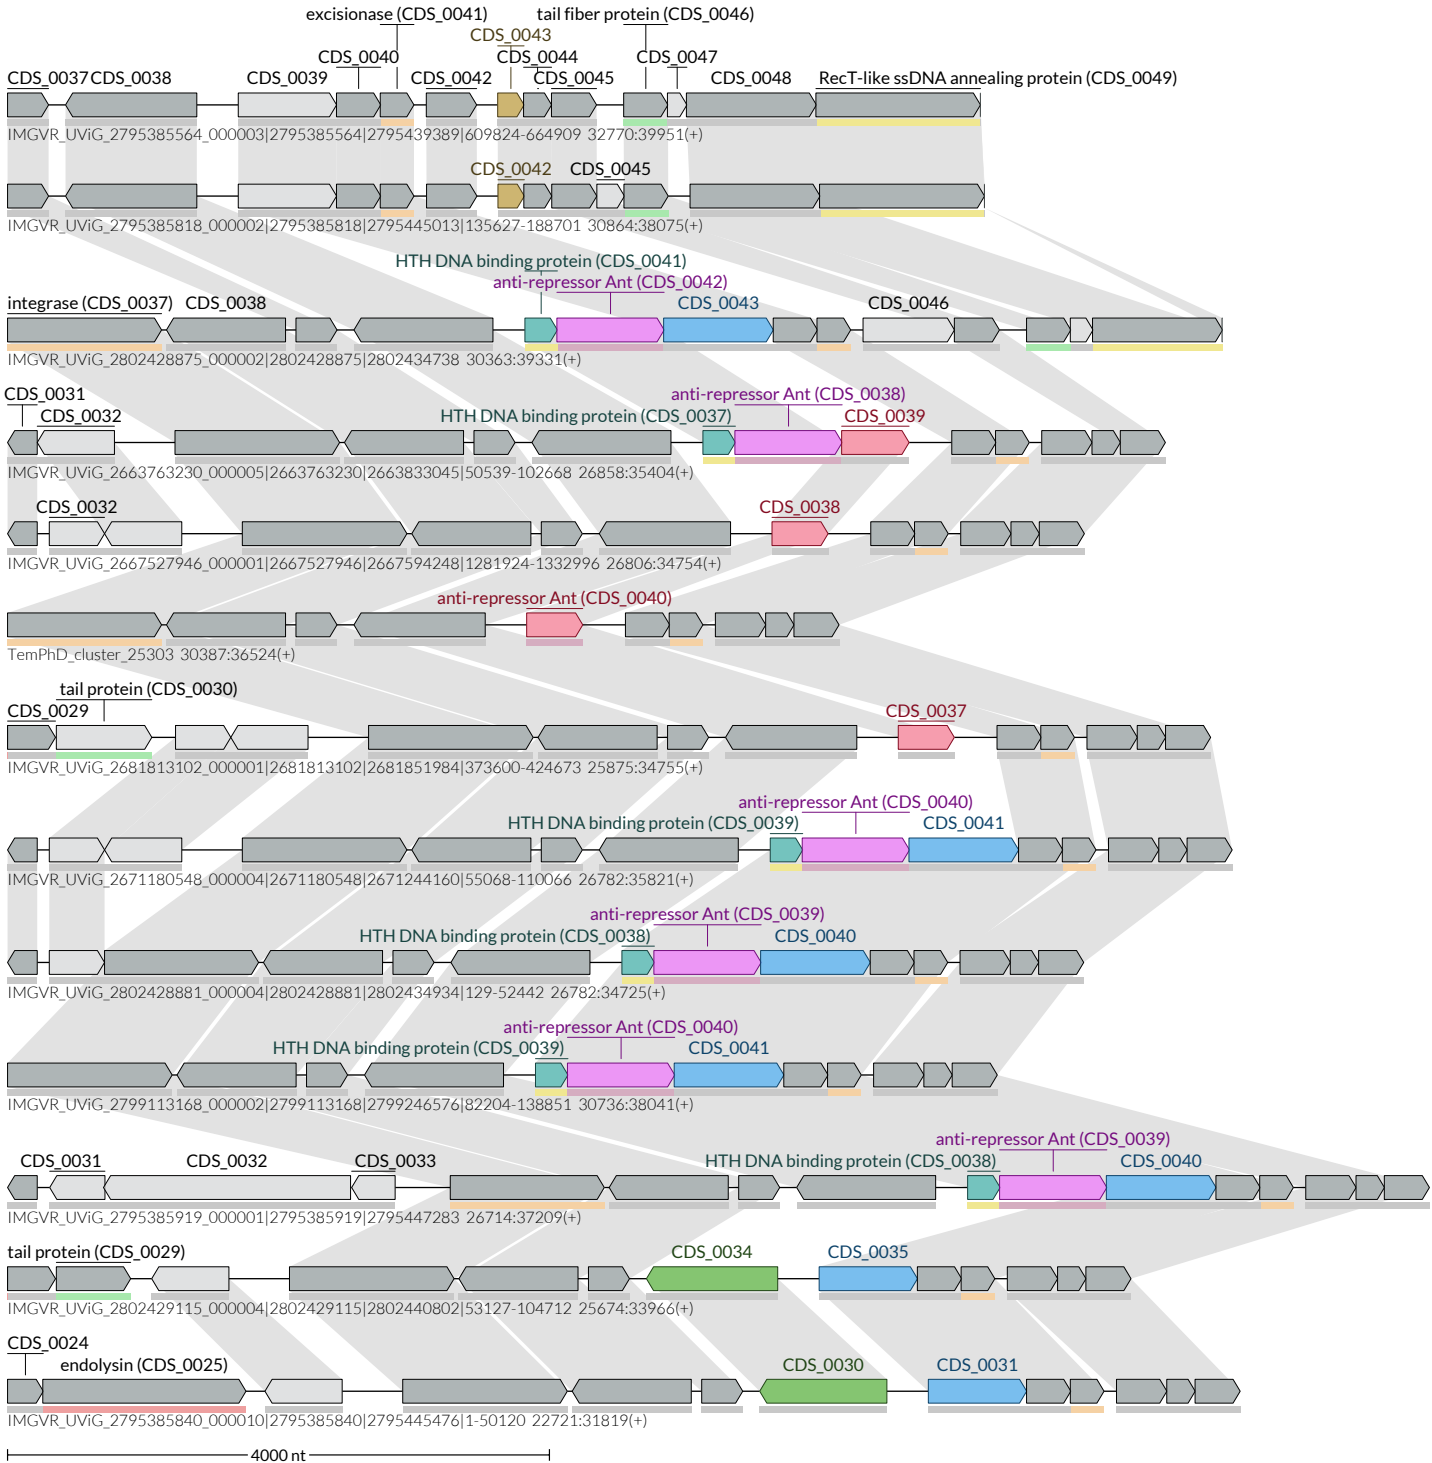 excisionase (CDS_0041) tail fiber protein (CDS_0046)
CDS_0043
CDS_0040 CDS_0044 CDS_0047
CDS_0037 CDS_0038 CDS_0039 CDS_0042 CDS_0045 CDS_0048 RecT-like ssDNA annealing protein (CDS_0049)
IMGVR_UViG_2795385564_000003|2795385564|2795439389|609824-664909 32770:39951(+)
CDS_0042 CDS_0045
IMGVR_UViG_2795385818_000002|2795385818|2795445013|135627-188701 30864:38075(+)
HTH DNA binding protein (CDS_0041)
anti-repressor Ant (CDS_0042)
integrase (CDS_0037) CDS_0038 CDS_0043 CDS_0046
IMGVR_UViG_2802428875_000002|2802428875|2802434738 30363:39331(+)
CDS_0031 anti-repressor Ant (CDS_0038)
CDS_0032 HTH DNA binding protein (CDS_0037) CDS_0039
IMGVR_UViG_2663763230_000005|2663763230|2663833045|50539-102668 26858:35404(+)
CDS_0032 CDS_0038
IMGVR_UViG_2667527946_000001|2667527946|2667594248|1281924-1332996 26806:34754(+)
anti-repressor Ant (CDS_0040)
TemPhD_cluster_25303 30387:36524(+)
tail protein (CDS_0030)
CDS_0029 CDS_0037
IMGVR_UViG_2681813102_000001|2681813102|2681851984|373600-424673 25875:34755(+)
anti-repressor Ant (CDS_0040)
HTH DNA binding protein (CDS_0039) CDS_0041
IMGVR_UViG_2671180548_000004|2671180548|2671244160|55068-110066 26782:35821(+)
anti-repressor Ant (CDS_0039)
HTH DNA binding protein (CDS_0038) CDS_0040
IMGVR_UViG_2802428881_000004|2802428881|2802434934|129-52442 26782:34725(+)
anti-repressor Ant (CDS_0040)
HTH DNA binding protein (CDS_0039) CDS_0041
IMGVR_UViG_2799113168_000002|2799113168|2799246576|82204-138851 30736:38041(+)
anti-repressor Ant (CDS_0039)
CDS_0031 CDS_0032 CDS_0033 HTH DNA binding protein (CDS_0038) CDS_0040
IMGVR_UViG_2795385919_000001|2795385919|2795447283 26714:37209(+)
tail protein (CDS_0029) CDS_0034 CDS_0035
IMGVR_UViG_2802429115_000004|2802429115|2802440802|53127-104712 25674:33966(+)
CDS_0024
endolysin (CDS_0025) CDS_0030 CDS_0031
IMGVR_UViG_2795385840_000010|2795385840|2795445476|1-50120 22721:31819(+)
4000 nt